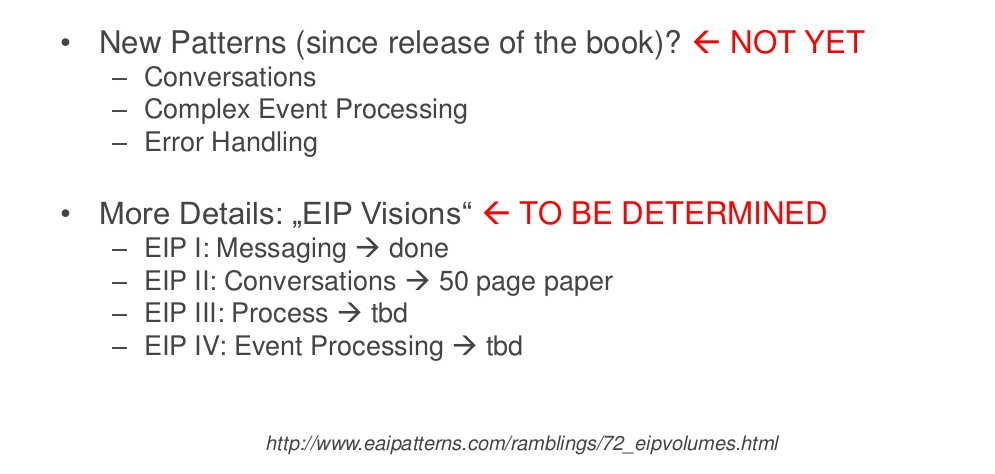 • New Patterns (since release of the book)? ← NOT YET
– Conversations
– Complex Event Processing
– Error Handling
• More Details: „EIP Visions“ ← TO BE DETERMINED
– EIP I: Messaging → done
– EIP II: Conversations → 50 page paper
– EIP III: Process → tbd
– EIP IV: Event Processing → tbd
http://www.eaipatterns.com/ramblings/72_eipvolumes.html